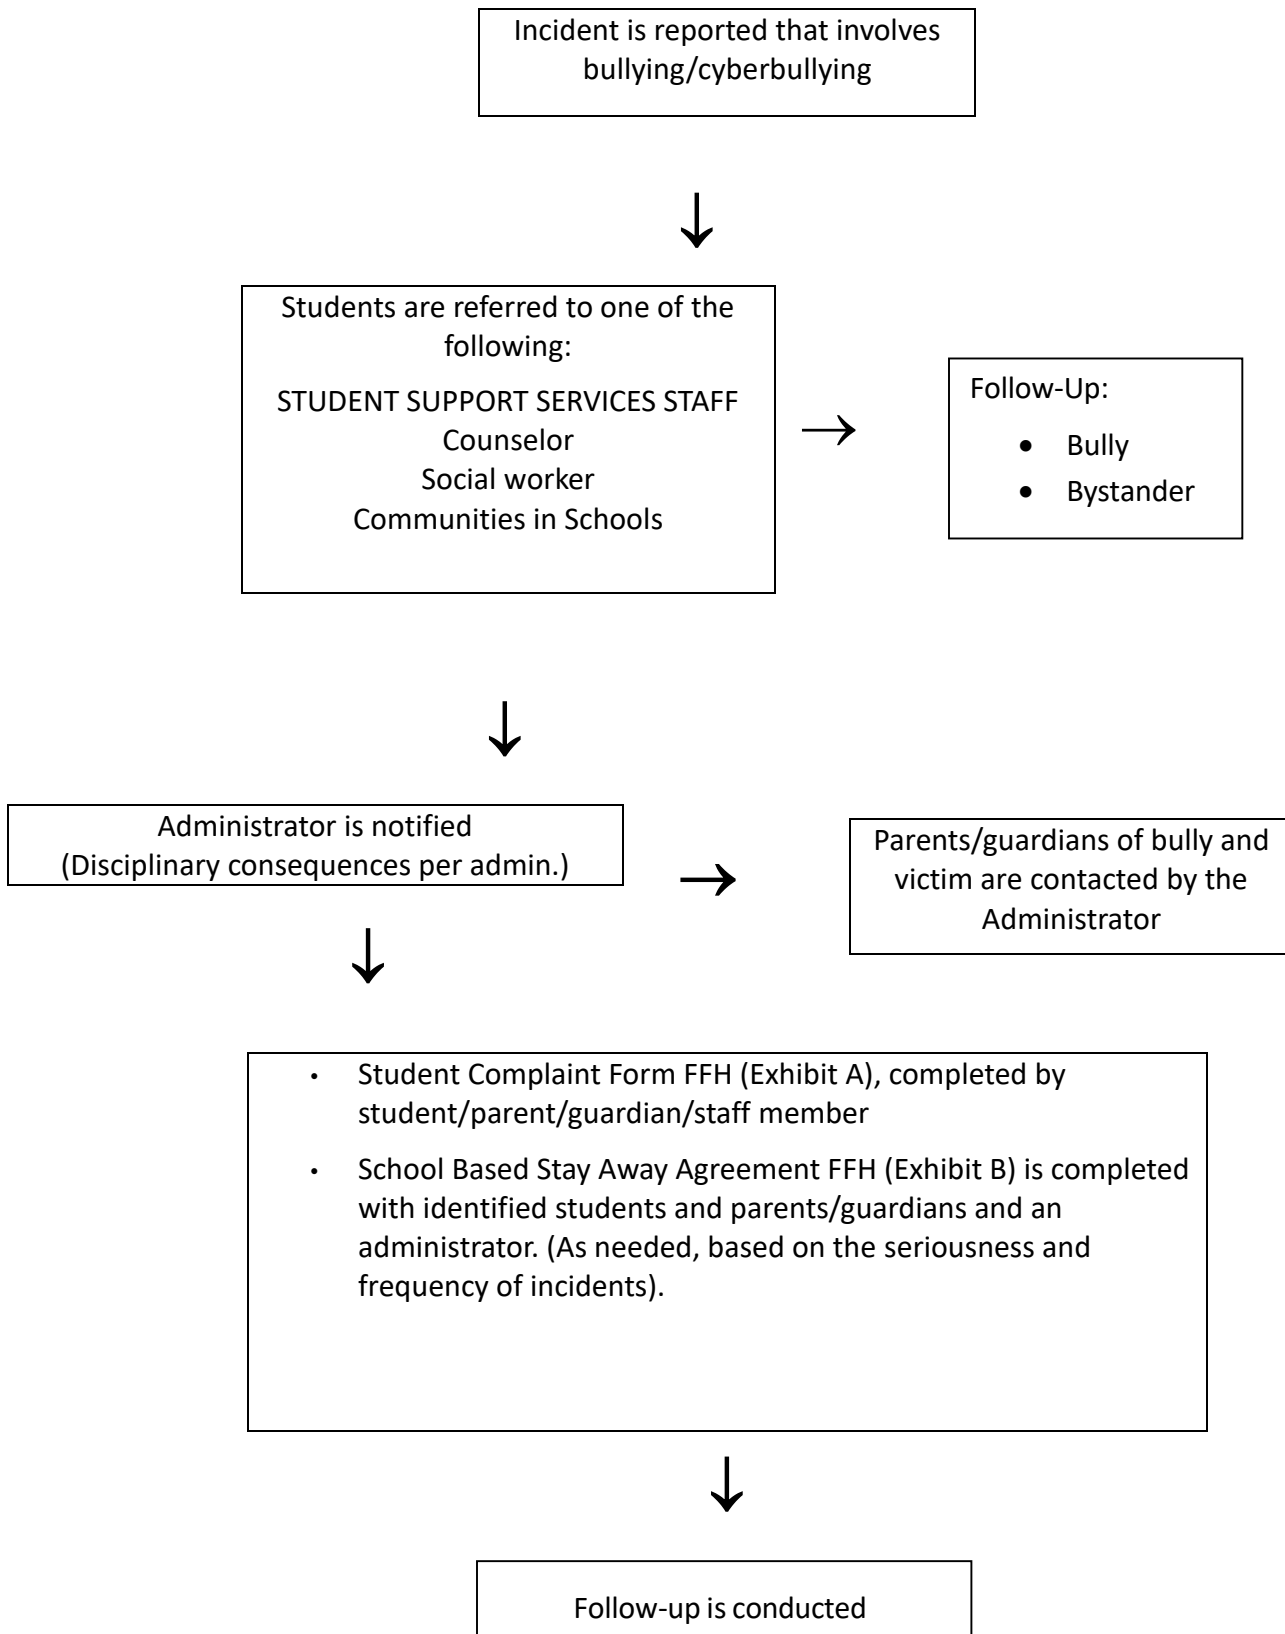 Incident is reported that involves
bullying/cyberbullying
↓
Students are referred to one of the
following:
STUDENT SUPPORT SERVICES STAFF
Counselor
Social worker
Communities in Schools
→
Follow-Up:
• Bully
• Bystander
↓
Administrator is notified
(Disciplinary consequences per admin.)
→
Parents/guardians of bully and
victim are contacted by the
Administrator
↓
• Student Complaint Form FFH (Exhibit A), completed by
student/parent/guardian/staff member
• School Based Stay Away Agreement FFH (Exhibit B) is completed
with identified students and parents/guardians and an
administrator. (As needed, based on the seriousness and
frequency of incidents).
↓
Follow-up is conducted